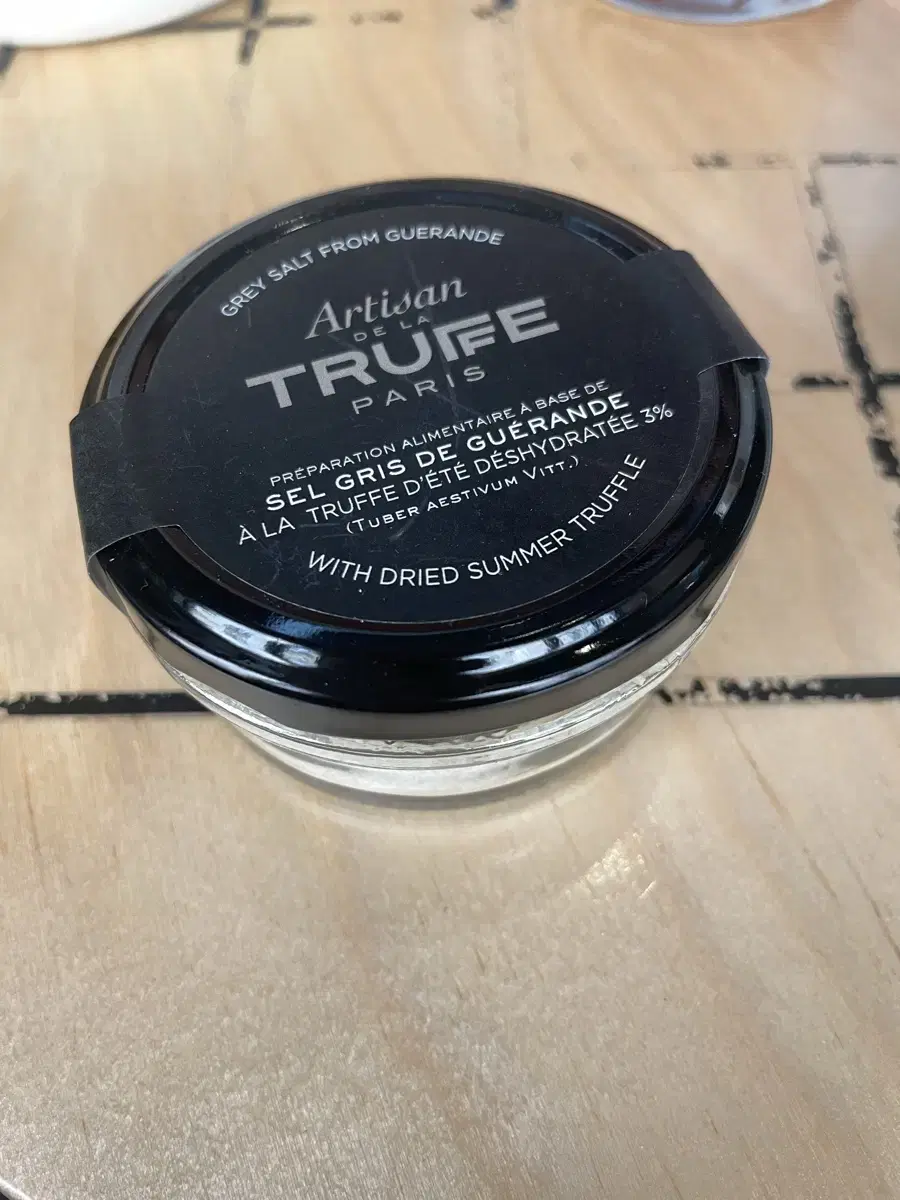 GREY SALT FROM GUERANDE
Artisan
DE LA
TRUFFE
PARIS
PRÉPARATION ALIMENTAIRE À BASE DE
SEL GRIS DE GUÉRANDE
À LA TRUFFE D'ÉTÉ DÉSHYDRATÉE 3%
(TUBER AESTIVUM VITT.)
WITH DRIED SUMMER TRUFFLE